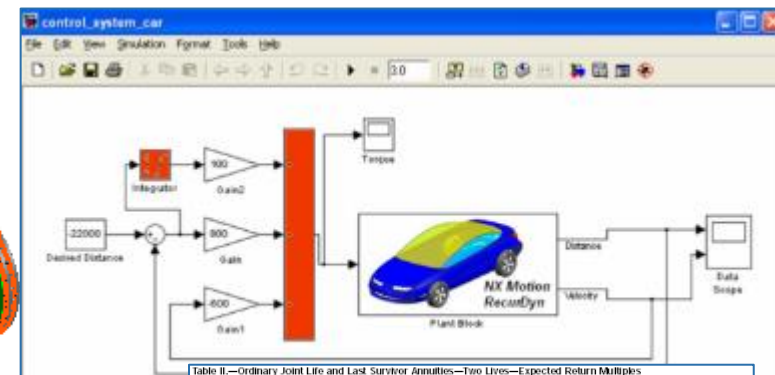 control_system_car
File Edit View Simulation Format Tools Help
3.0
Torque
Integrator
100
Gain2
-22000
Desired Distance
900
Gain
600
Gain1
NX Motion
RecurDyn
Plant Block
Distance
Velocity
Data
Scope
Table II.—Ordinary Joint Life and Last Survivor Annuities—Two Lives—Expected Return Multiples